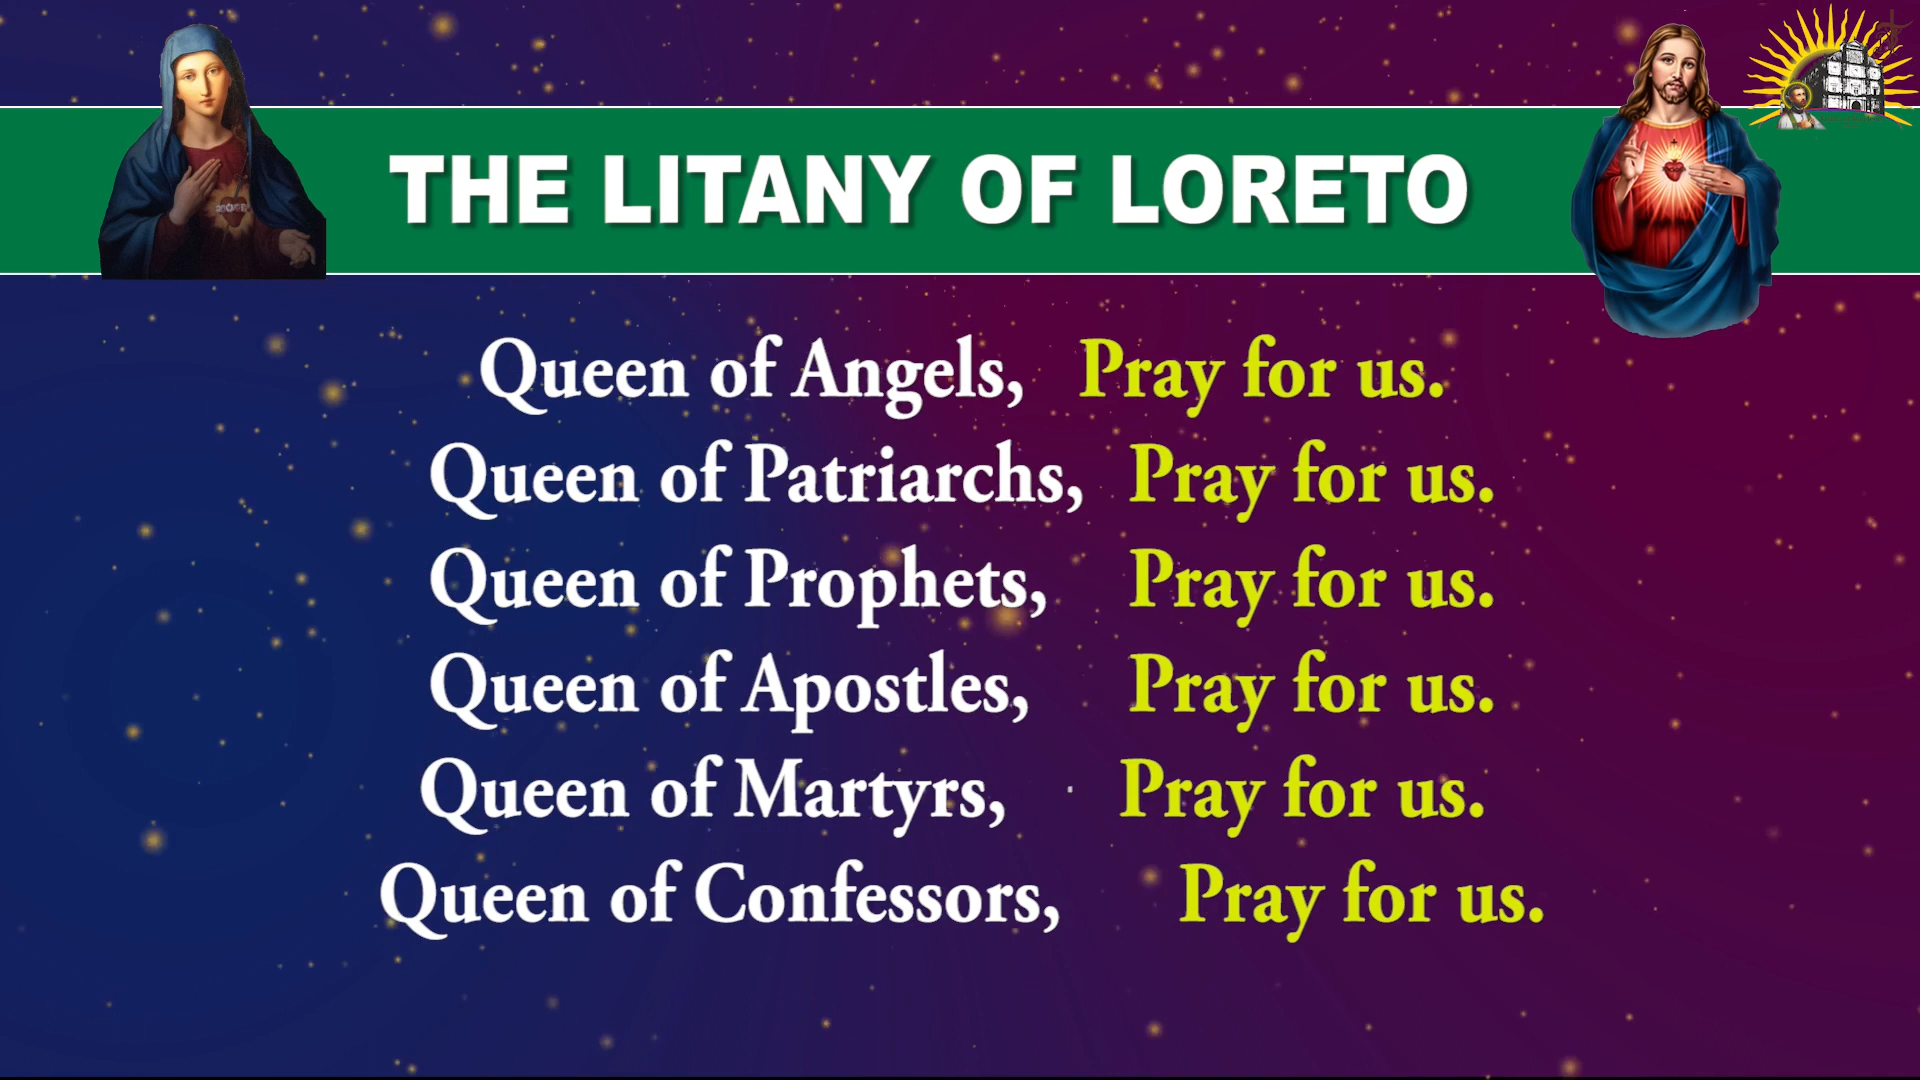 THE LITANY OF LORETO
Queen of Angels, Pray for us.
Queen of Patriarchs, Pray for us.
Queen of Prophets, Pray for us.
Queen of Apostles, Pray for us.
Queen of Martyrs, Pray for us.
Queen of Confessors, Pray for us.